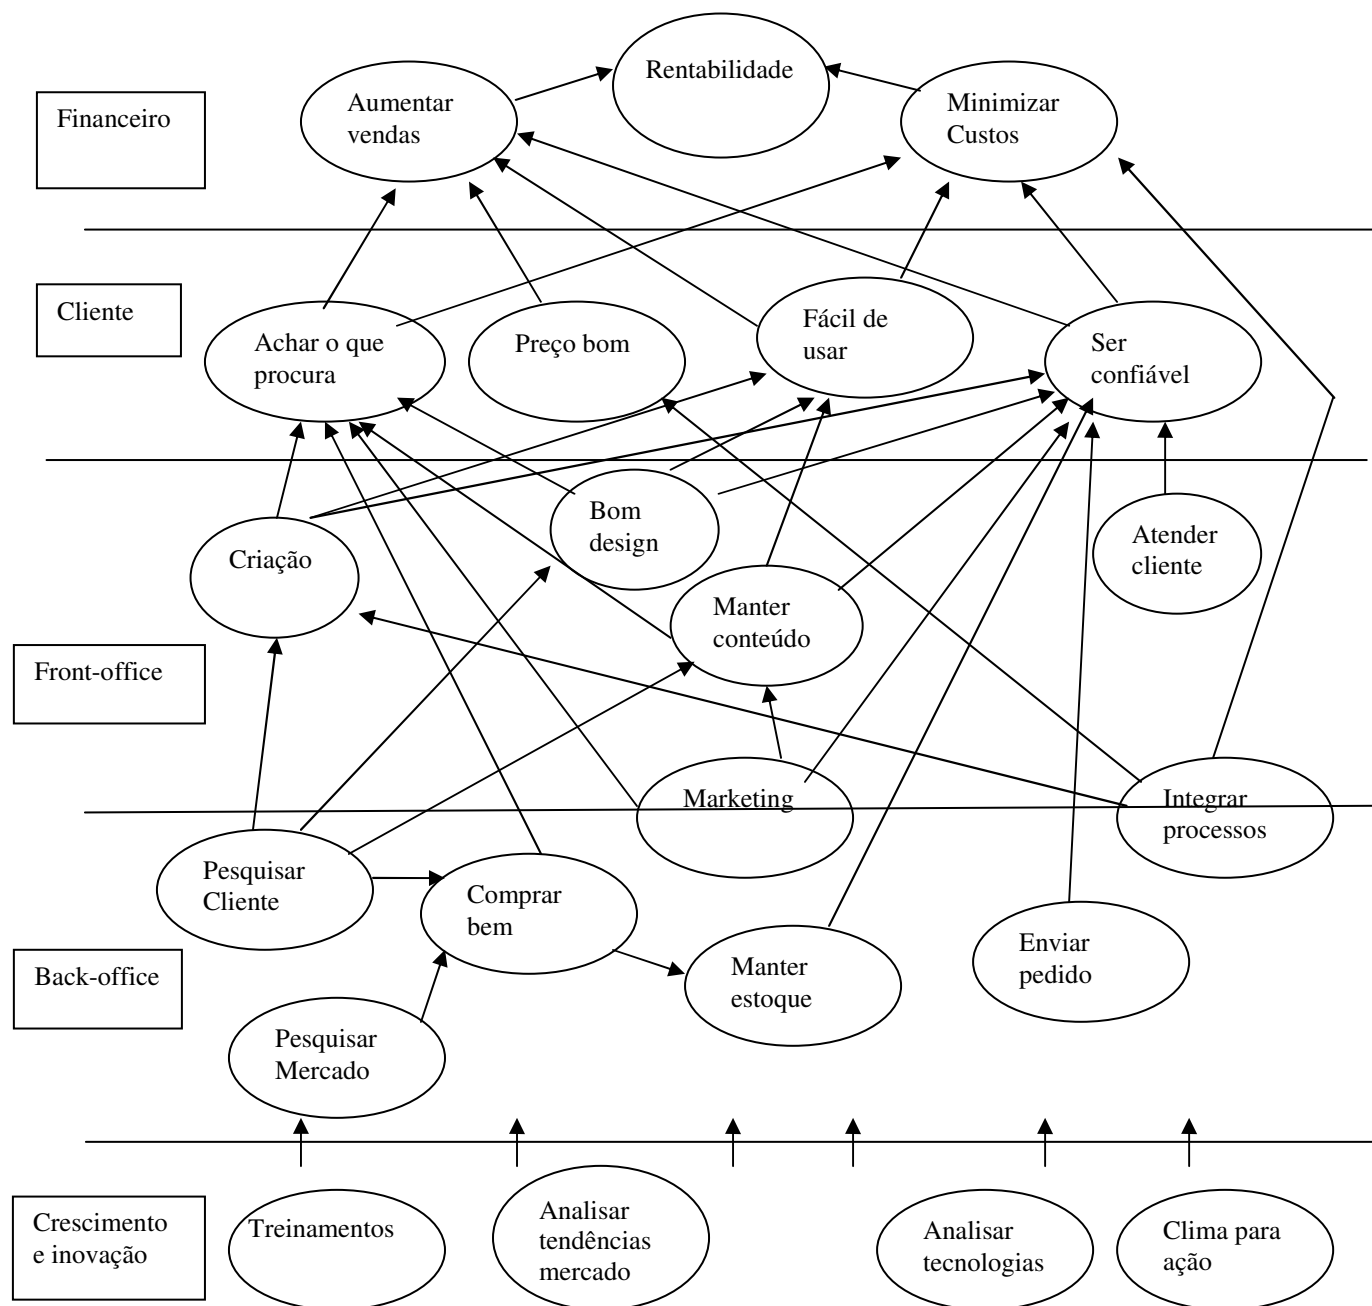 Rentabilidade
Aumentar
vendas
Minimizar
Custos
Financeiro
Cliente
Achar o que
procura
Preço bom
Fácil de
usar
Ser
confiável
Bom
design
Criação
Atender
cliente
Manter
conteúdo
Front-office
Marketing
Integrar
processos
Pesquisar
Cliente
Comprar
bem
Back-office
Manter
estoque
Enviar
pedido
Pesquisar
Mercado
Crescimento
e inovação
Treinamentos
Analisar
tendências
mercado
Analisar
tecnologias
Clima para
ação